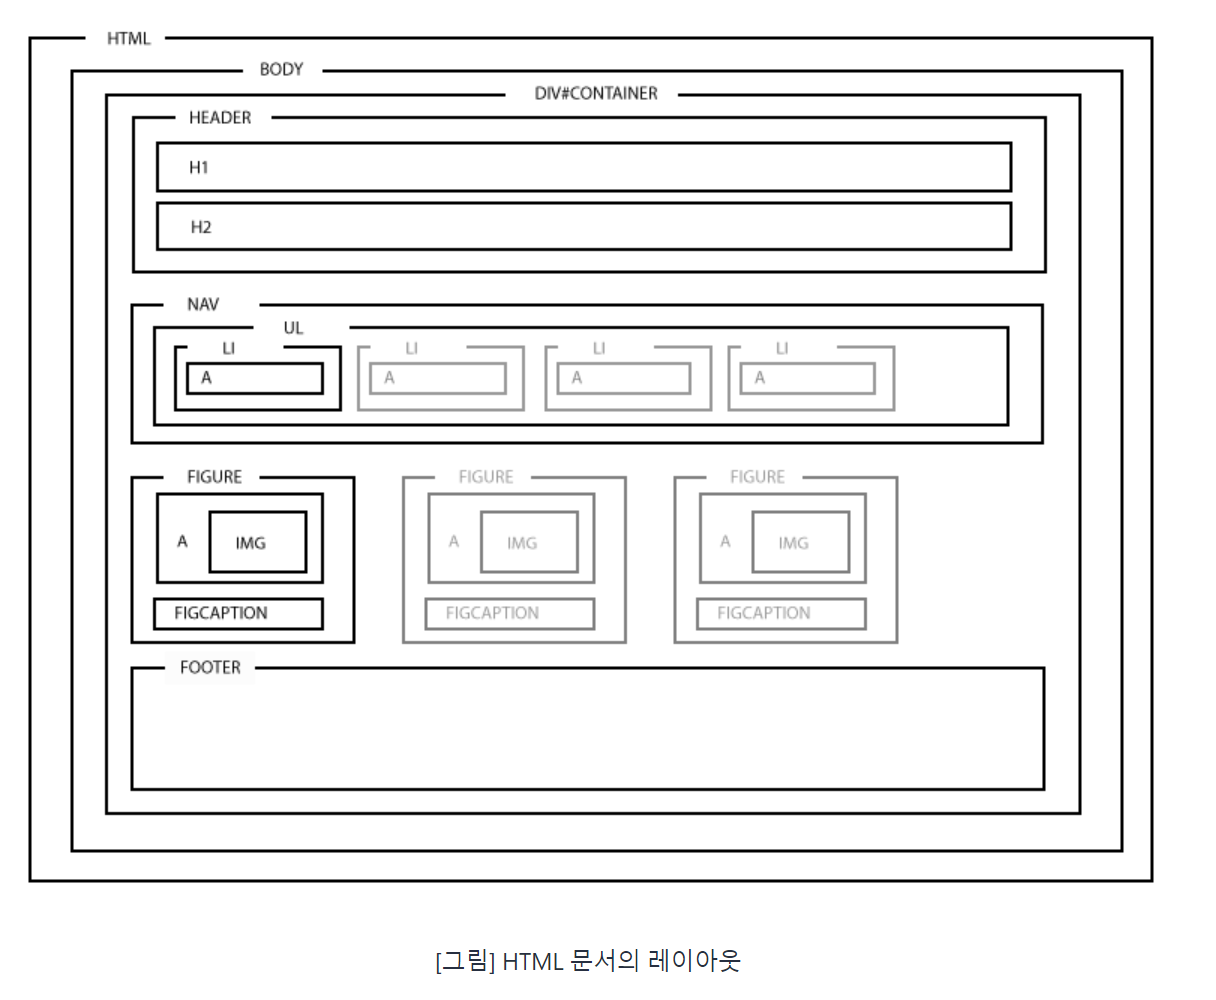 HTML
BODY
DIV#CONTAINER
HEADER
H1
H2
NAV
UL
LI LI LI LI
A A A A
FIGURE FIGURE FIGURE
A IMG A IMG A IMG
FIGCAPTION FIGCAPTION FIGCAPTION
FOOTER
[그림] HTML 문서의 레이아웃